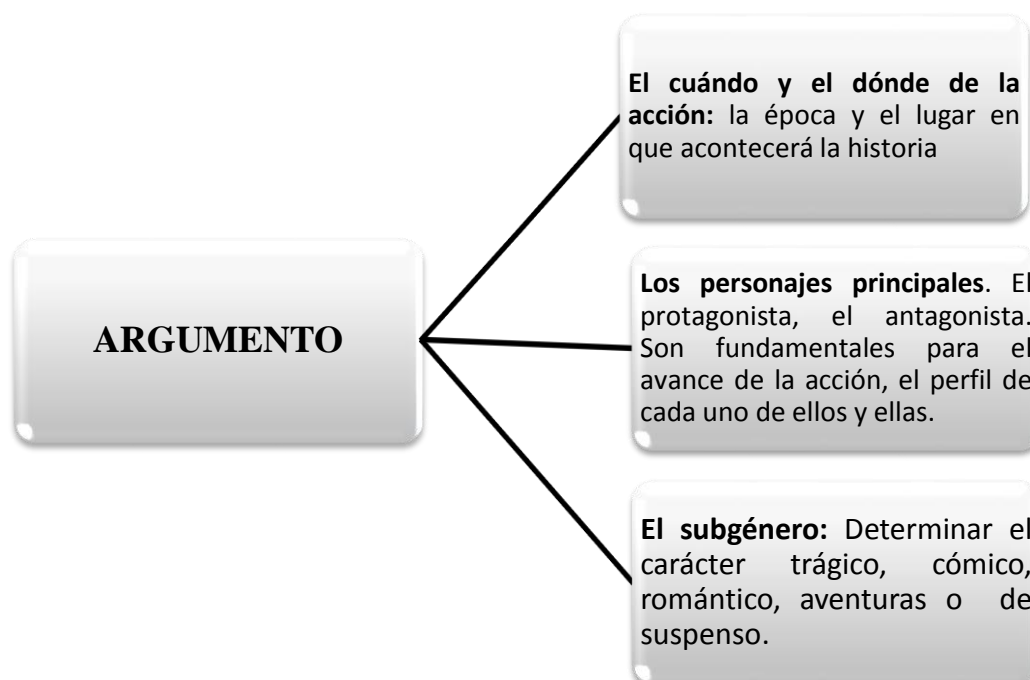 El cuándo y el dónde de la
acción: la época y el lugar en
que acontecerá la historia
ARGUMENTO
Los personajes principales. El
protagonista, el antagonista.
Son fundamentales para el
avance de la acción, el perfil de
cada uno de ellos y ellas.
El subgénero: Determinar el
carácter trágico, cómico,
romántico, aventuras o de
suspenso.